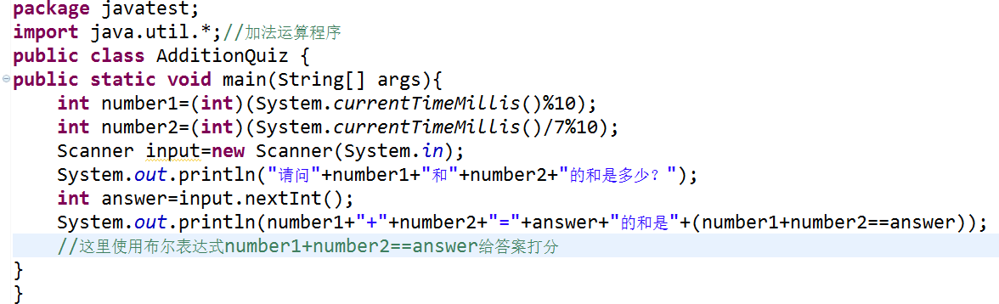 package javatest;
import java.util.*;//加法运算程序
public class AdditionQuiz {
public static void main(String[] args){
    int number1=(int)(System.currentTimeMillis()%10);
    int number2=(int)(System.currentTimeMillis()/7%10);
    Scanner input=new Scanner(System.in);
    System.out.println("请问"+number1+"和"+number2+"的和是多少？");
    int answer=input.nextInt();
    System.out.println(number1+"+"+number2+"="+answer+"的和是"+(number1+number2==answer));
    //这里使用布尔表达式number1+number2==answer给答案打分
}
}